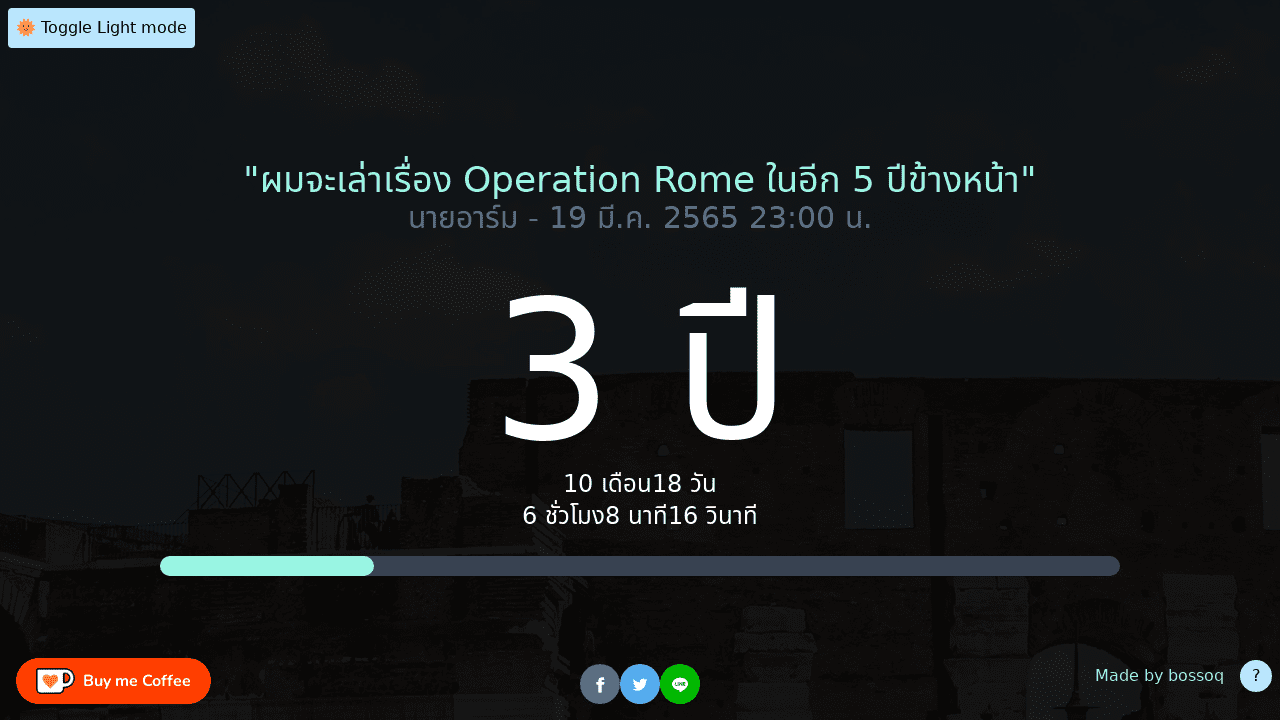 🌞 Toggle Light mode
"ผมจะเล่าเรื่อง Operation Rome ในอีก 5 ปีข้างหน้า"
นายอาร์ม - 19 มี.ค. 2565 23:00 น.
3 ปี
10 เดือน18 วัน
6 ชั่วโมง8 นาที16 วินาที
Buy me Coffee
LINE
Made by bossoq
?